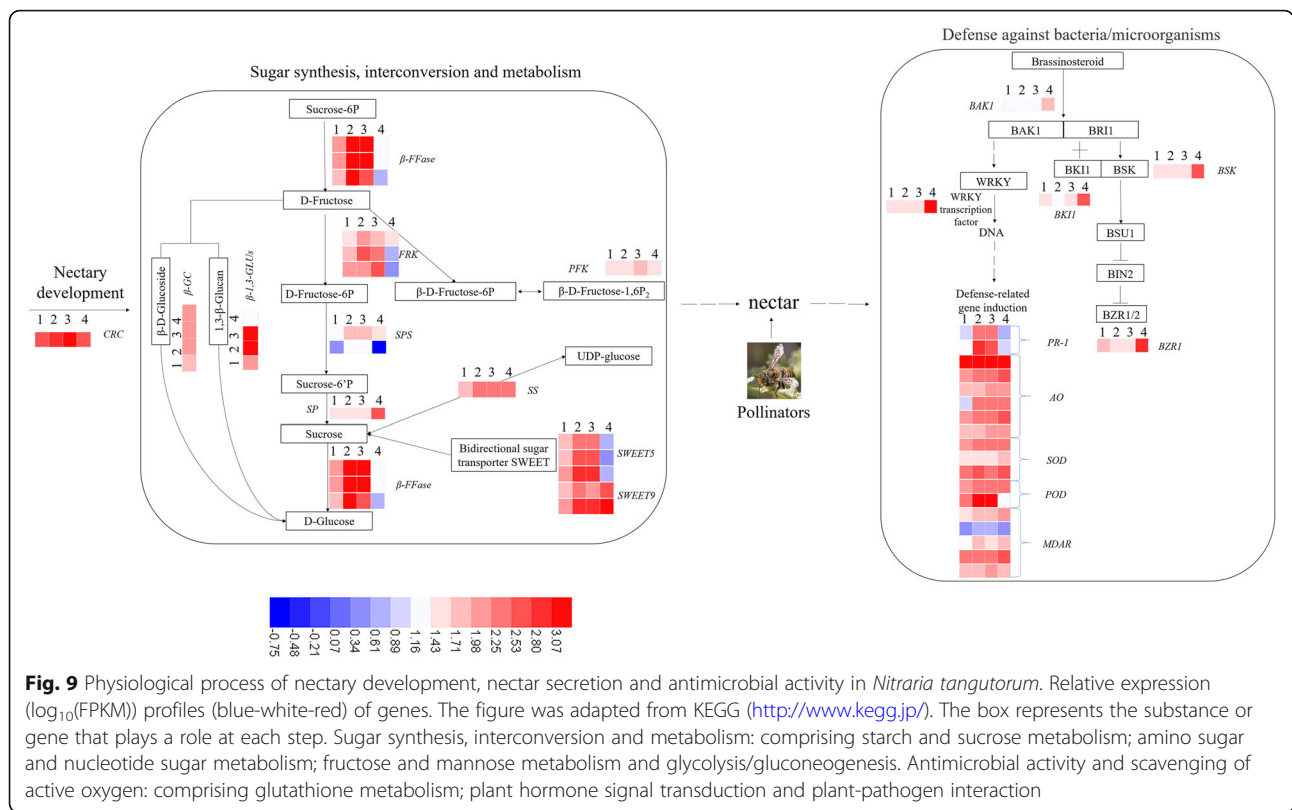 Defense against bacteria/microorganisms
Sugar synthesis, interconversion and metabolism
Nectary
development
1 2 3 4
CRC
Sucrose-6P
1 2 3 4
β-FFase
D-Fructose
β-D-Glucoside
β-GC
1 2 3 4
1,3-β-Glucan
β-1,3-GLUs
1 2 3 4
1 2 3 4
FRK
D-Fructose-6P
β-D-Fructose-6P
β-D-Fructose-1,6P₂
PFK
1 2 3 4
1 2 3 4
SPS
Sucrose-6’P
UDP-glucose
SP
1 2 3 4
SS
1 2 3 4
Sucrose
Bidirectional sugar
transporter SWEET
1 2 3 4
SWEET5
SWEET9
1 2 3 4
β-FFase
D-Glucose
nectar
Pollinators
Brassinosteroid
BAK1
1 2 3 4
BAK1
BRI1
BKI1
BSK
1 2 3 4
BSK
WRKY
1 2 3 4
WRKY
transcription
factor
1 2 3 4
BKI1
DNA
BSU1
BIN2
BZR1/2
1 2 3 4
BZR1
Defense-related
gene induction
1 2 3 4
PR-1
AO
SOD
POD
MDAR
-0.75
-0.48
-0.21
0.07
0.34
0.61
0.89
1.16
1.43
1.71
1.98
2.25
2.53
2.80
3.07
Fig. 9 Physiological process of nectary development, nectar secretion and antimicrobial activity in Nitraria tangutorum. Relative expression
(log₁₀(FPKM)) profiles (blue-white-red) of genes. The figure was adapted from KEGG (http://www.kegg.jp/). The box represents the substance or
gene that plays a role at each step. Sugar synthesis, interconversion and metabolism: comprising starch and sucrose metabolism; amino sugar
and nucleotide sugar metabolism; fructose and mannose metabolism and glycolysis/gluconeogenesis. Antimicrobial activity and scavenging of
active oxygen: comprising glutathione metabolism; plant hormone signal transduction and plant-pathogen interaction